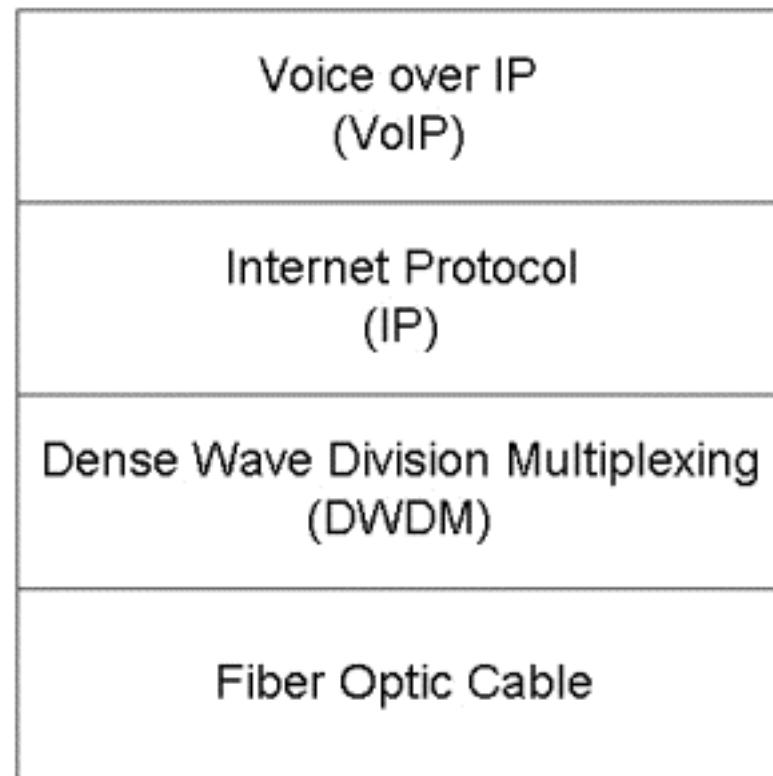 Voice over IP
(VoIP)
Internet Protocol
(IP)
Dense Wave Division Multiplexing
(DWDM)
Fiber Optic Cable